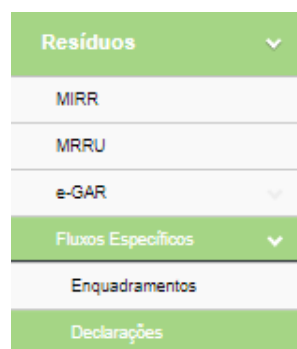 Resíduos
MIRR
MRRU
e-GAR
Fluxos Específicos
Enquadramentos
Declarações